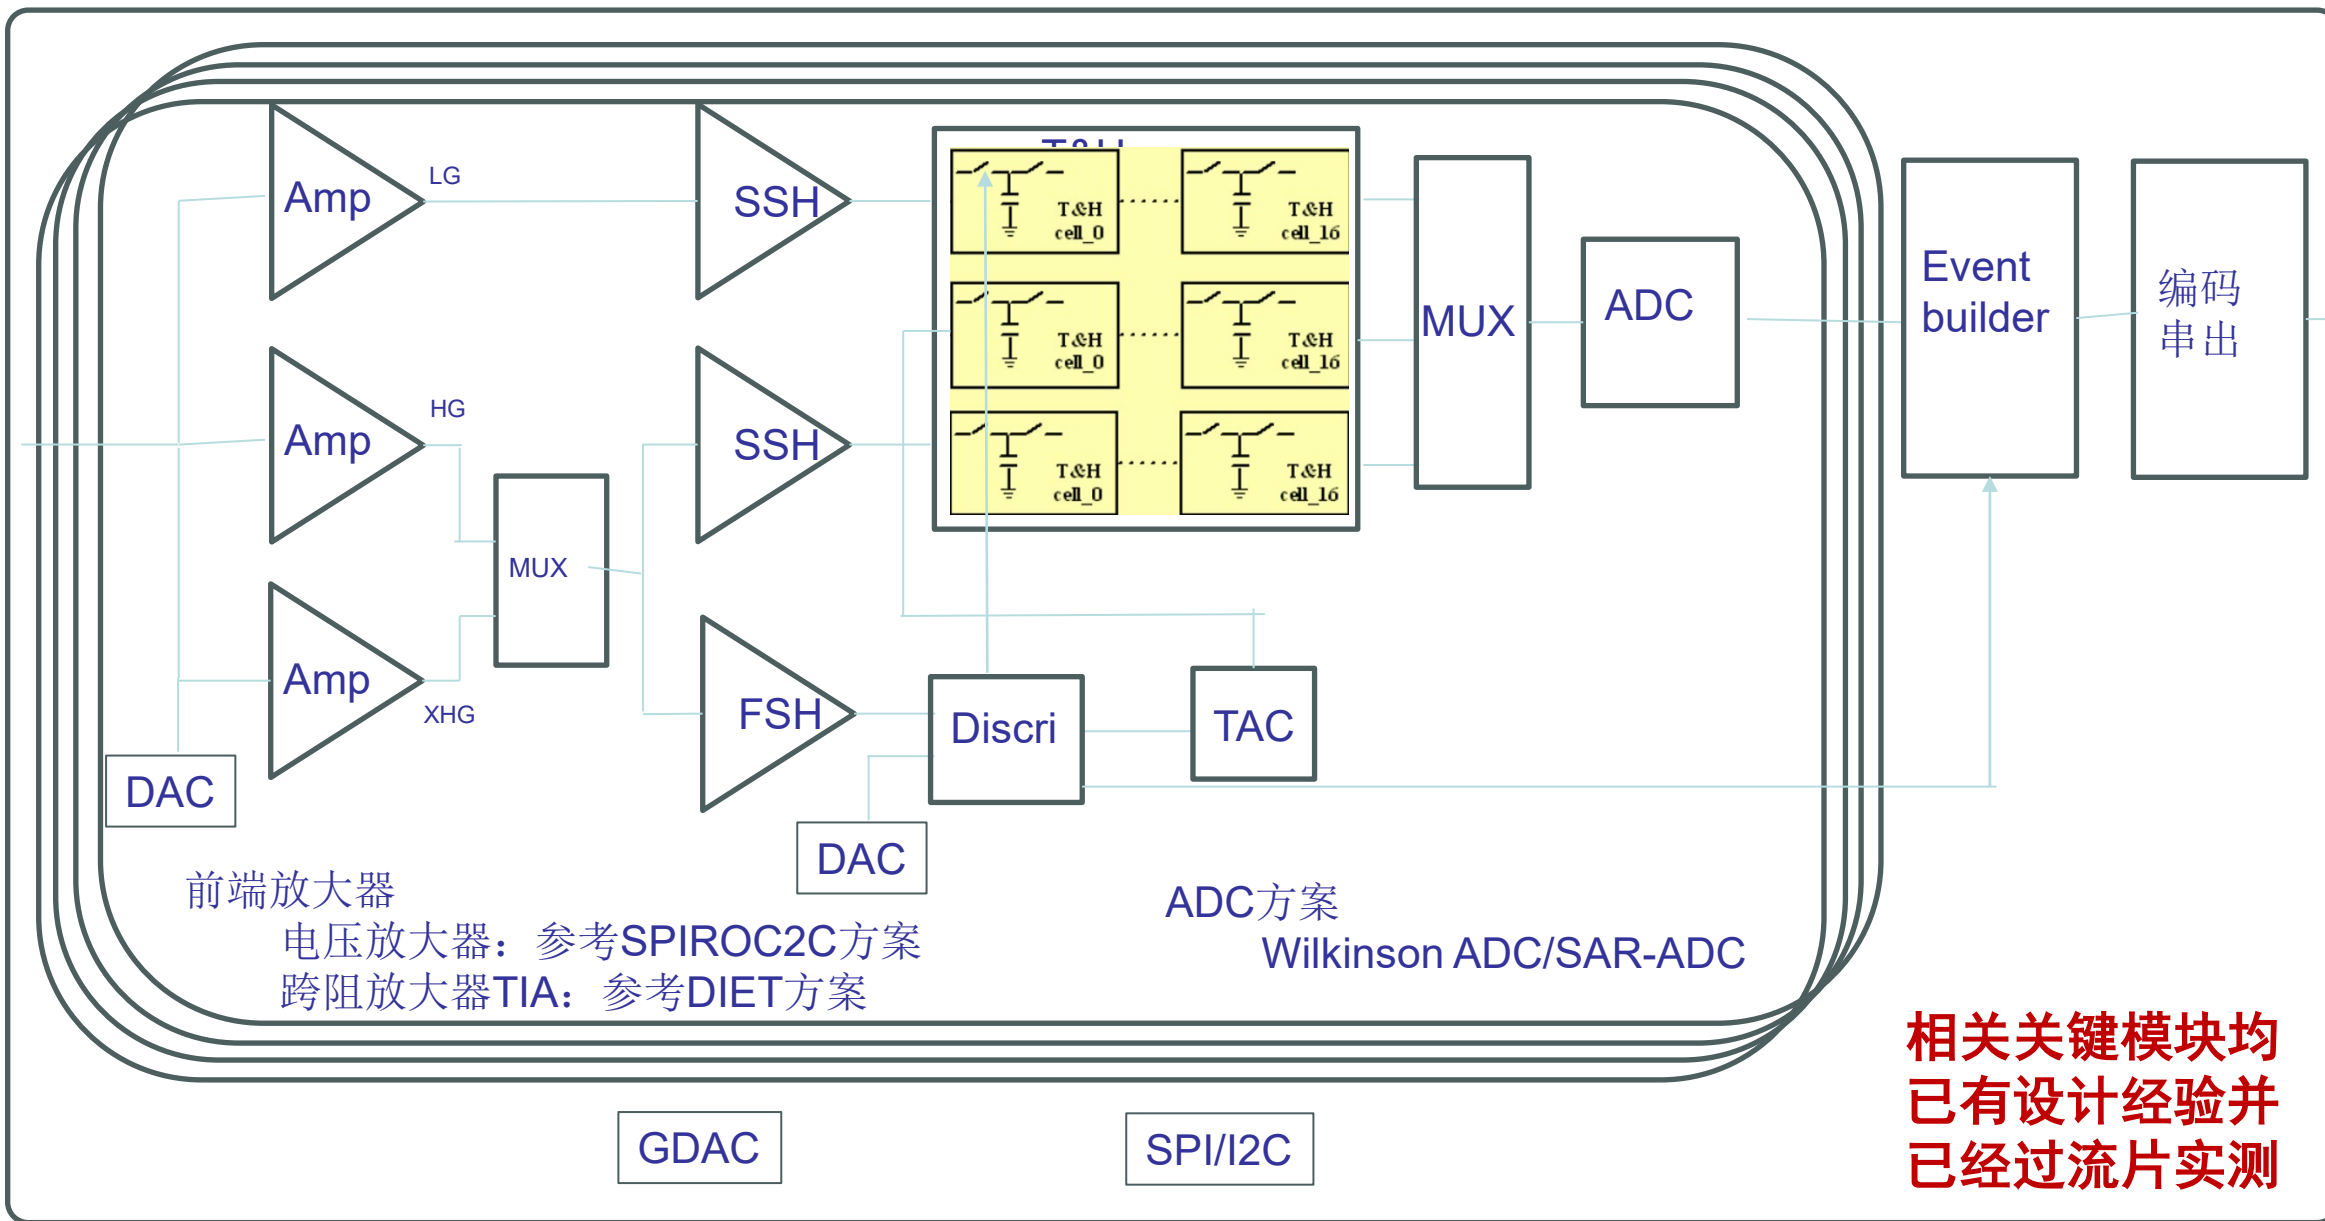 T&H
Amp
LG
SSH
T&H
cell_0
T&H
cell_16
Amp
HG
SSH
T&H
cell_0
T&H
cell_16
T&H
cell_0
T&H
cell_16
MUX
ADC
Event
builder
编码
串出
MUX
Amp
XHG
FSH
Discri
TAC
DAC
DAC
前端放大器
电压放大器：参考SPIROC2C方案
跨阻放大器TIA：参考DIET方案
ADC方案
Wilkinson ADC/SAR-ADC
GDAC
SPI/I2C
相关关键模块均
已有设计经验并
已经过流片实测